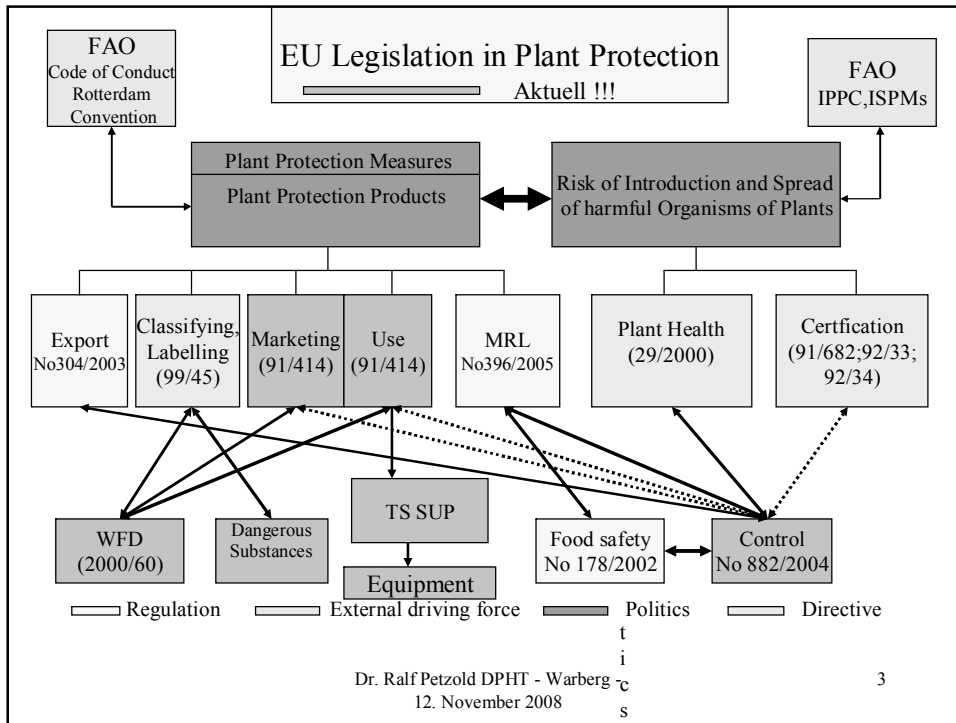 EU Legislation in Plant Protection
Aktuell !!!
FAO
Code of Conduct
Rotterdam
Convention
FAO
IPPC,ISPMs
Plant Protection Measures
Plant Protection Products
Risk of Introduction and Spread
of harmful Organisms of Plants
Export
No304/2003
Classifying,
Labelling
(99/45)
Marketing
(91/414)
Use
(91/414)
MRL
No396/2005
Plant Health
(29/2000)
Certfication
(91/682;92/33;
92/34)
WFD
(2000/60)
Dangerous
Substances
TS SUP
Equipment
Food safety
No 178/2002
Control
No 882/2004
Regulation
External driving force
Politics
Directive
t
i
c
s
Dr. Ralf Petzold DPHT - Warberg -
12. November 2008
3